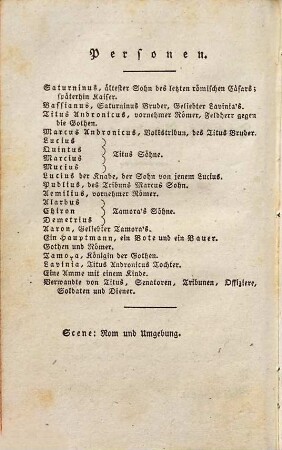 Personen.
Saturninus, ältester Sohn des letzten römischen Cäsars;
späterhin Kaiser.
Bassianus, Saturninus Bruder, Geliebter Lavinia's.
Titus Andronicus, vornehmer Römer, Feldherr gegen
die Gothen.
Marcus Andronicus, Volkstribun, des Titus Bruder.
Lucius
Quintus
Marcius
Mucius
Titus Söhne.
Lucius der Knabe, der Sohn von jenem Lucius.
Publius, des Tribuns Marcus Sohn.
Aemilius, vornehmer Römer.
Alarbus
Chiron
Demetrius
Tamora's Söhne.
Aaron, Geliebter Tamora's.
Ein Hauptmann, ein Bote und ein Bauer.
Gothen und Römer.
Tamora, Königin der Gothen.
Lavinia, Titus Andronicus Tochter.
Eine Amme mit einem Kinde.
Verwandte von Titus, Senatoren, Tribunen, Offiziere,
Soldaten und Diener.
Scene: Rom und Umgebung.